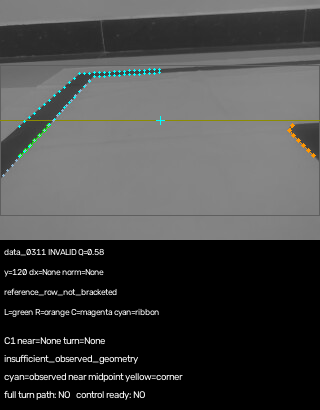 data_0311 INVALID Q=0.58
y=120 dx=None norm=None
reference_row_not_bracketed
L=green R=orange C=magenta cyan=ribbon
C1 near=None turn=None
insufficient_observed_geometry
cyan=observed near midpoint yellow=corner
full turn path: NO control ready: NO